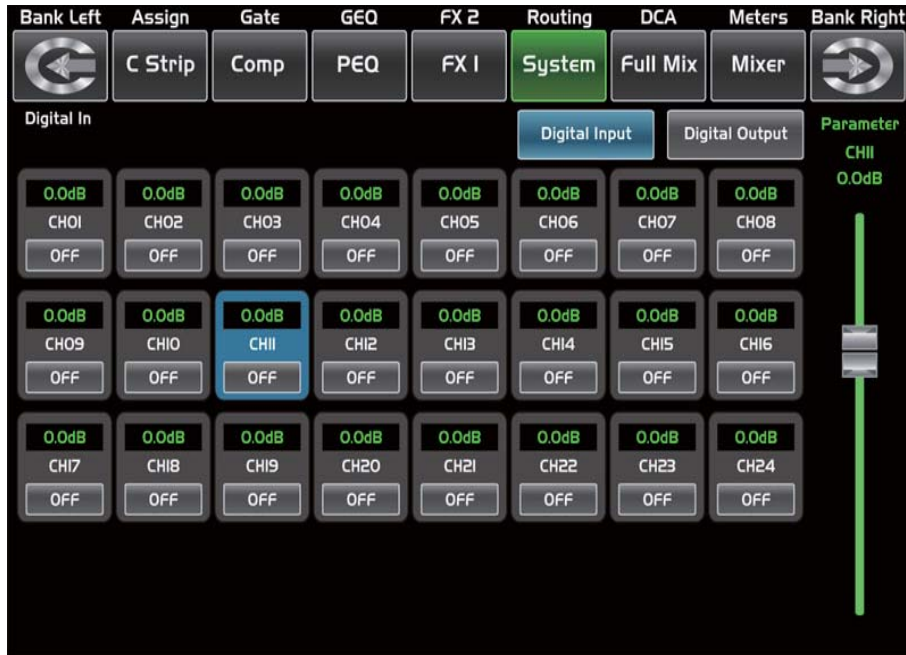 Bank Left Assign Gate GEQ FX 2 Routing DCA Meters Bank Right
C Strip Comp PEQ FX 1 System Full Mix Mixer
Digital In Digital Input Digital Output Parameter
CH11
0.0dB
0.0dB 0.0dB 0.0dB 0.0dB 0.0dB 0.0dB 0.0dB 0.0dB
CH01 CH02 CH03 CH04 CH05 CH06 CH07 CH08
OFF OFF OFF OFF OFF OFF OFF OFF
0.0dB 0.0dB 0.0dB 0.0dB 0.0dB 0.0dB 0.0dB 0.0dB
CH09 CH10 CH11 CH12 CH13 CH14 CH15 CH16
OFF OFF OFF OFF OFF OFF OFF OFF
0.0dB 0.0dB 0.0dB 0.0dB 0.0dB 0.0dB 0.0dB 0.0dB
CH17 CH18 CH19 CH20 CH21 CH22 CH23 CH24
OFF OFF OFF OFF OFF OFF OFF OFF